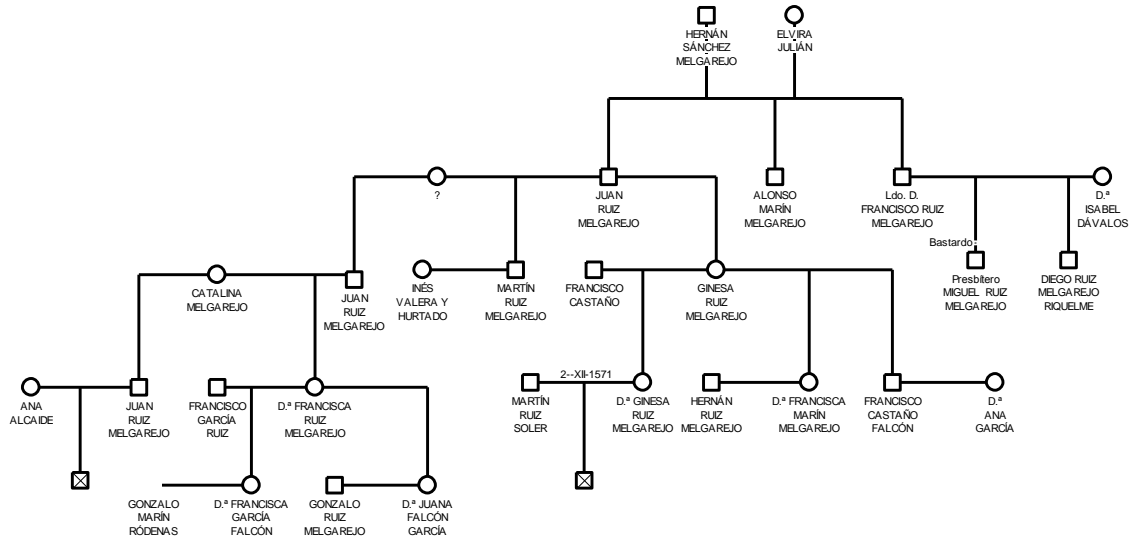 HERNÁN
SÁNCHEZ
MELGAREJO
ELVIRA
JULIÁN
?
JUAN
RUIZ
MELGAREJO
ALONSO
MARÍN
MELGAREJO
Ldo. D.
FRANCISCO RUIZ
MELGAREJO
D.ª
ISABEL
DÁVALOS
CATALINA
MELGAREJO
JUAN
RUIZ
MELGAREJO
INÉS
VALERA Y
HURTADO
MARTÍN
RUIZ
MELGAREJO
FRANCISCO
CASTAÑO
GINESA
RUIZ
MELGAREJO
Bastardo
Presbítero
MIGUEL RUIZ
MELGAREJO
DIEGO RUIZ
MELGAREJO
RIQUELME
ANA
ALCAIDE
JUAN
RUIZ
MELGAREJO
FRANCISCO
GARCÍA
RUIZ
D.ª FRANCISCA
RUIZ
MELGAREJO
2--XII-1571
MARTÍN
RUIZ
SOLER
D.ª GINESA
RUIZ
MELGAREJO
HERNÁN
RUIZ
MELGAREJO
D.ª FRANCISCA
MARÍN
MELGAREJO
FRANCISCO
CASTAÑO
FALCÓN
D.ª
ANA
GARCÍA
GONZALO
MARÍN
RÓDENAS
D.ª FRANCISCA
GARCÍA
FALCÓN
GONZALO
RUIZ
MELGAREJO
D.ª JUANA
FALCÓN
GARCÍA